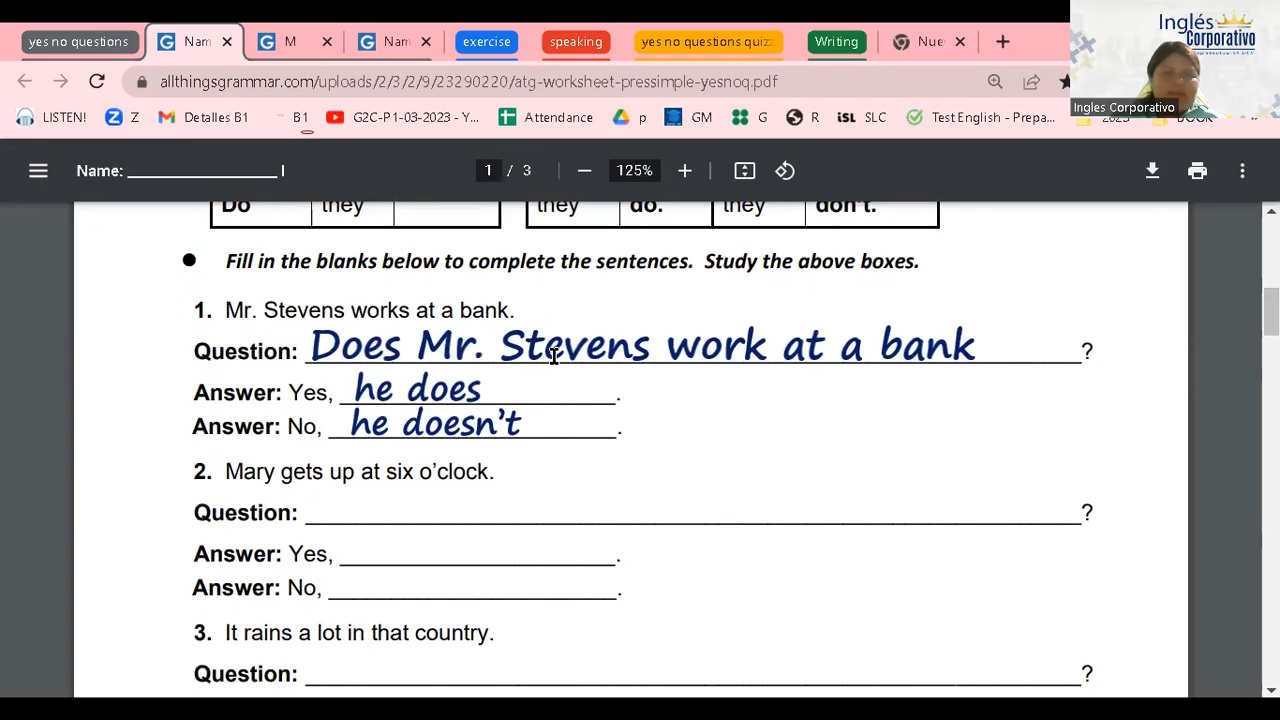 Inglés
Corporativo
yes no questions
Nam
M
Nam
exercise
speaking
yes no questions quizz
Writing
Nue
allthingsgrammar.com/uploads/2/3/2/9/23290220/atg-worksheet-pressimple-yesnoq.pdf
Ingles Corporativo
LISTEN!
Z
Detalles B1
B1
G2C-P1-03-2023 - Y...
Attendance
p
GM
G
R
iSL SLC
Test English - Prepa...
Name: _____________ I
1 / 3
125%
Do they they do. they don't.
Fill in the blanks below to complete the sentences. Study the above boxes.
1. Mr. Stevens works at a bank.
Question: Does Mr. Stevens work at a bank ?
Answer: Yes, he does .
Answer: No, he doesn't .
2. Mary gets up at six o'clock.
Question: ?
Answer: Yes, .
Answer: No, .
3. It rains a lot in that country.
Question: ?